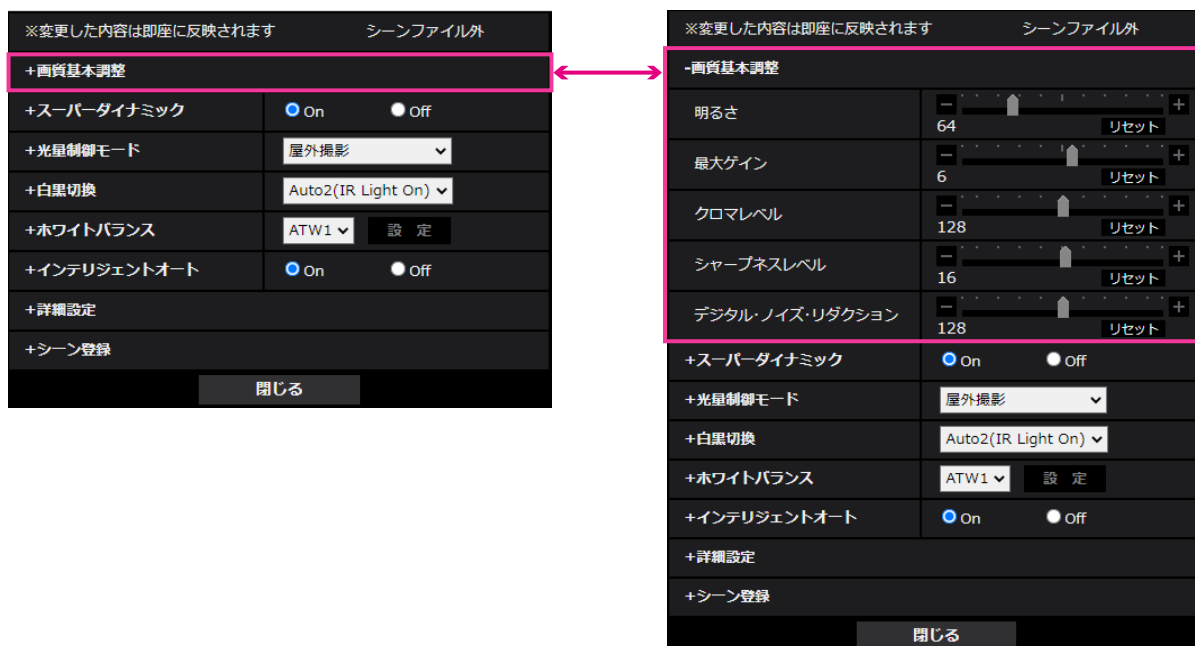 ※変更した内容は即座に反映されます シーンファイル外
+画質基本調整
+スーパーダイナミック On Off
+光量制御モード 屋外撮影
+白黒切換 Auto2(IR Light On)
+ホワイトバランス ATW1 設 定
+インテリジェントオート On Off
+詳細設定
+シーン登録
閉じる
※変更した内容は即座に反映されます シーンファイル外
-画質基本調整
明るさ
64 リセット
最大ゲイン
6 リセット
クロマレベル
128 リセット
シャープネスレベル
16 リセット
デジタル・ノイズ・リダクション
128 リセット
+スーパーダイナミック On Off
+光量制御モード 屋外撮影
+白黒切換 Auto2(IR Light On)
+ホワイトバランス ATW1 設 定
+インテリジェントオート On Off
+詳細設定
+シーン登録
閉じる